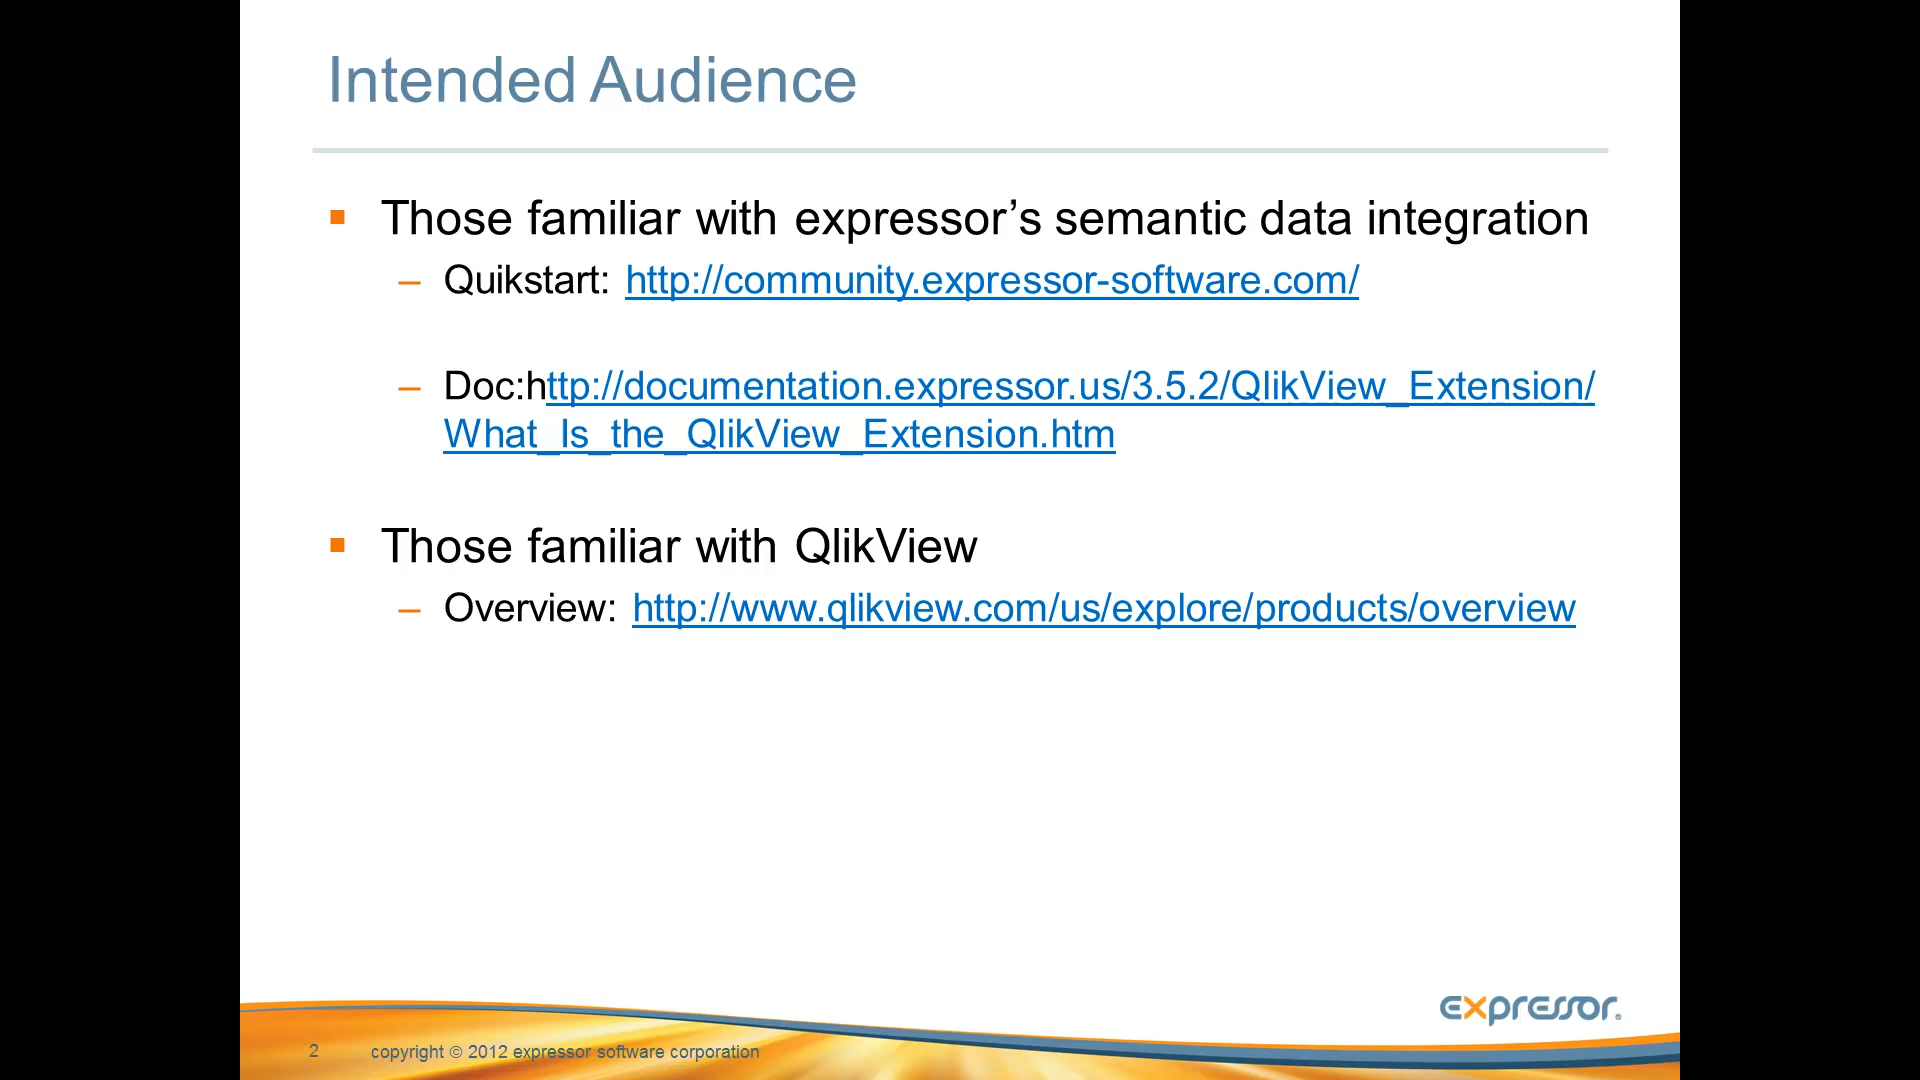 Intended Audience
▪ Those familiar with expressor’s semantic data integration
– Quikstart: http://community.expressor-software.com/
– Doc:http://documentation.expressor.us/3.5.2/QlikView_Extension/
What_Is_the_QlikView_Extension.htm
▪ Those familiar with QlikView
– Overview: http://www.qlikview.com/us/explore/products/overview
expressor®
2 copyright © 2012 expressor software corporation